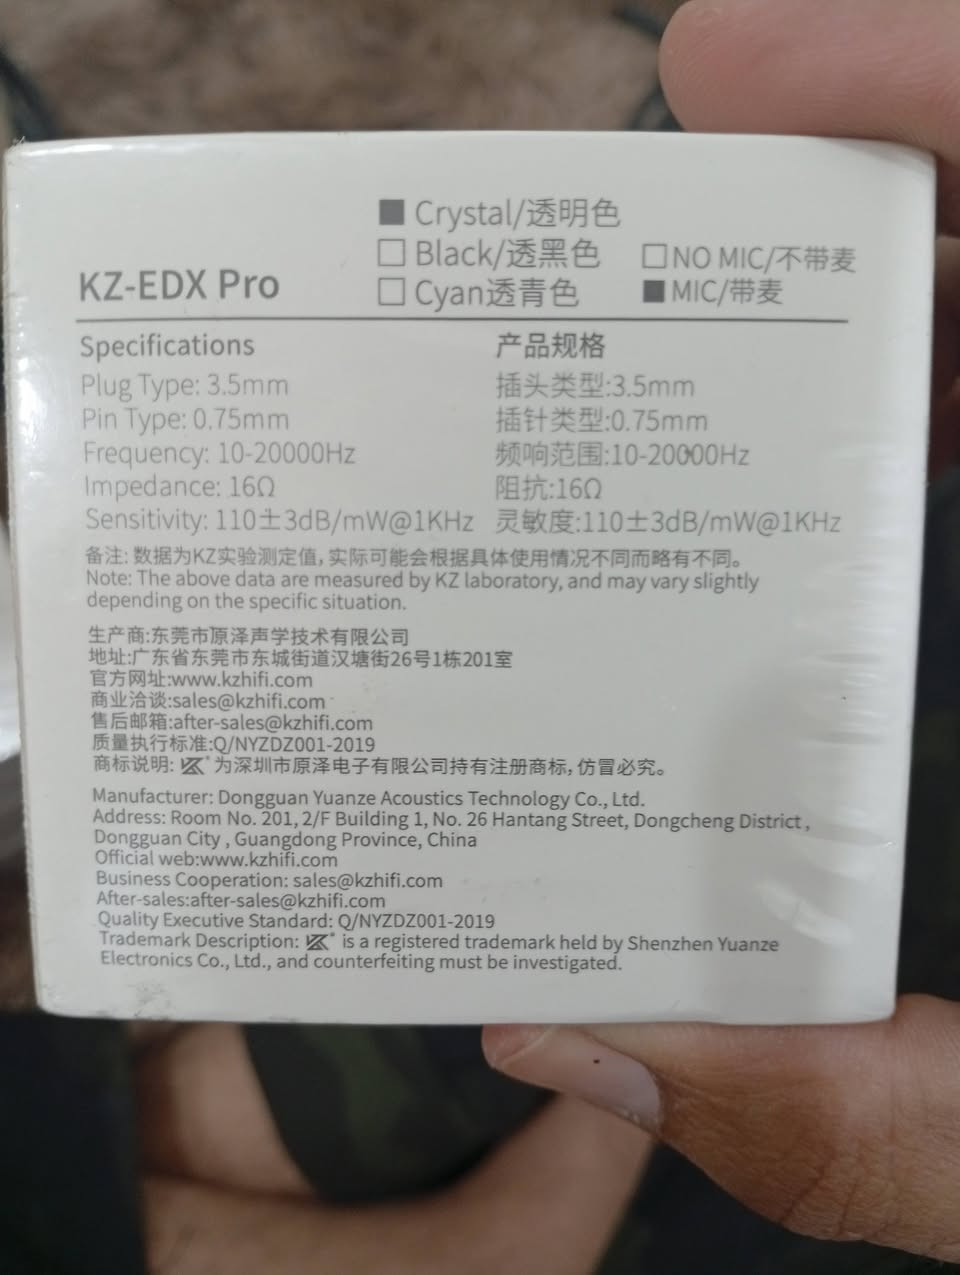 ■ Crystal/透明色
□ Black/透黑色
□ Cyan透青色
□ NO MIC/不带麦
■ MIC/带麦
KZ-EDX Pro
Specifications
Plug Type: 3.5mm
Pin Type: 0.75mm
Frequency: 10-20000Hz
Impedance: 16Ω
Sensitivity: 110±3dB/mW@1KHz
产品规格
插头类型:3.5mm
插针类型:0.75mm
频响范围:10-20000Hz
阻抗:16Ω
灵敏度:110±3dB/mW@1KHz
备注: 数据为KZ实验测定值, 实际可能会根据具体使用情况不同而略有不同。
Note: The above data are measured by KZ laboratory, and may vary slightly
depending on the specific situation.
生产商:东莞市原泽声学技术有限公司
地址:广东省东莞市东城街道汉塘街26号1栋201室
官方网址:www.kzhifi.com
商业洽谈:sales@kzhifi.com
售后邮箱:after-sales@kzhifi.com
质量执行标准:Q/NYZDZ001-2019
商标说明: KZ 为深圳市原泽电子有限公司持有注册商标, 仿冒必究。
Manufacturer: Dongguan Yuanze Acoustics Technology Co., Ltd.
Address: Room No. 201, 2/F Building 1, No. 26 Hantang Street, Dongcheng District ,
Dongguan City , Guangdong Province, China
Official web:www.kzhifi.com
Business Cooperation: sales@kzhifi.com
After-sales:after-sales@kzhifi.com
Quality Executive Standard: Q/NYZDZ001-2019
Trademark Description: KZ is a registered trademark held by Shenzhen Yuanze
Electronics Co., Ltd., and counterfeiting must be investigated.